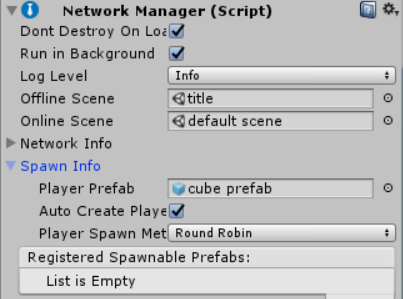 Network Manager (Script)
Dont Destroy On Loa
Run in Background
Log Level Info
Offline Scene title
Online Scene default scene
Network Info
Spawn Info
Player Prefab cube prefab
Auto Create Playe
Player Spawn Met Round Robin
Registered Spawnable Prefabs:
List is Empty